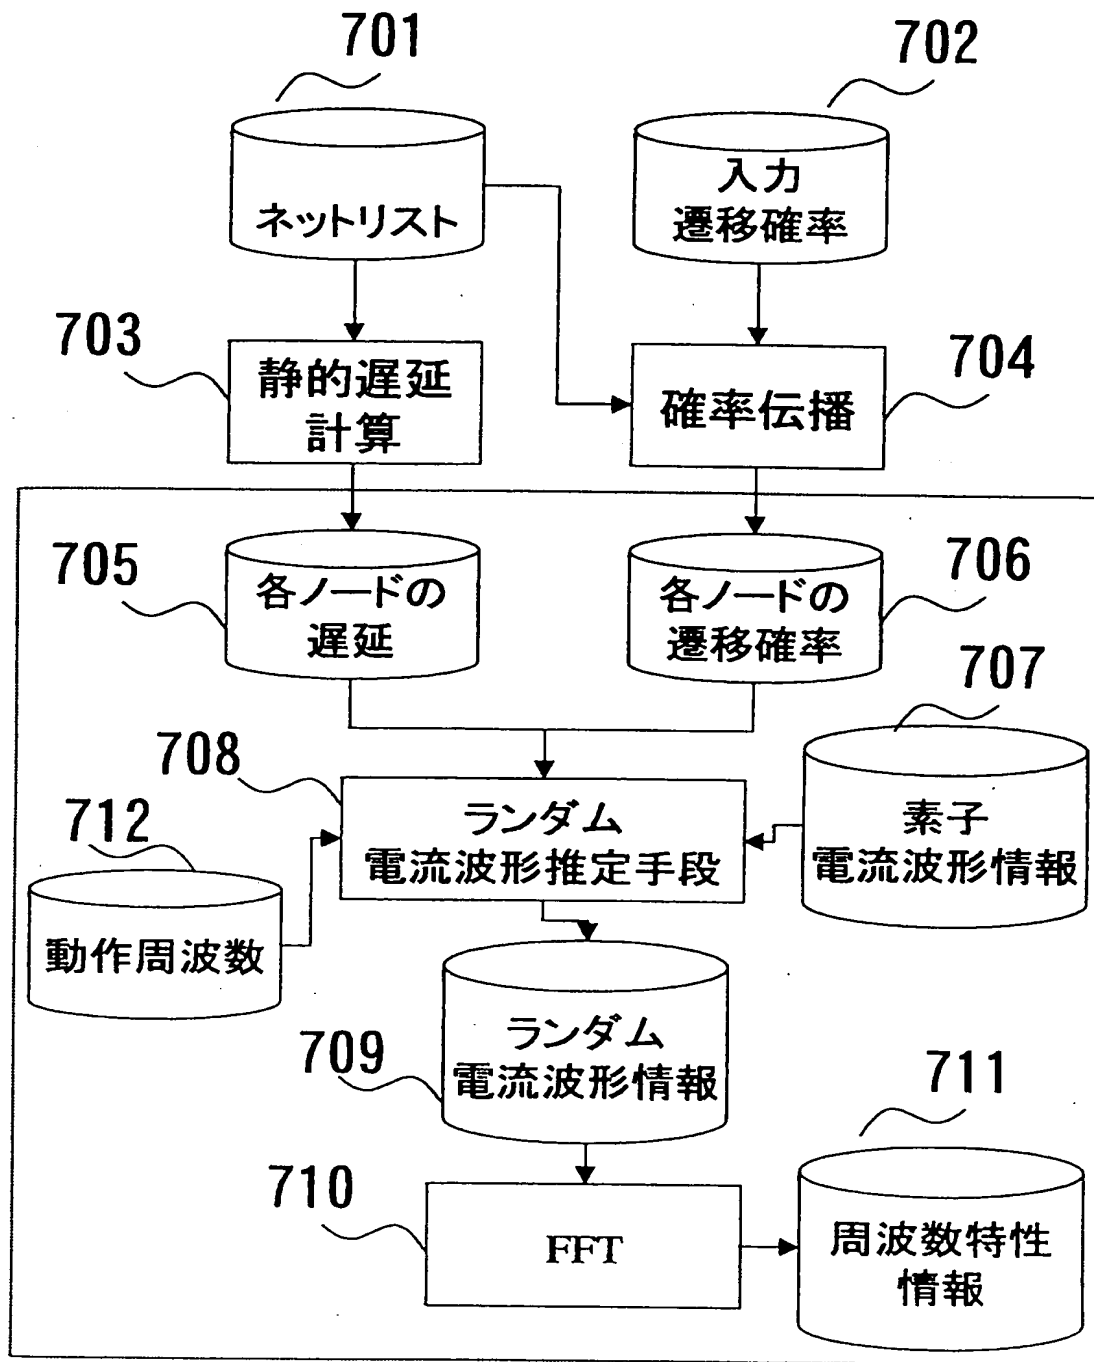 701
702
ネットリスト
入力
遷移確率
703
静的遅延
計算
確率伝播
704
705
各ノードの
遅延
各ノードの
遷移確率
706
707
708
ランダム
電流波形推定手段
素子
電流波形情報
712
動作周波数
709
ランダム
電流波形情報
711
710
FFT
周波数特性
情報